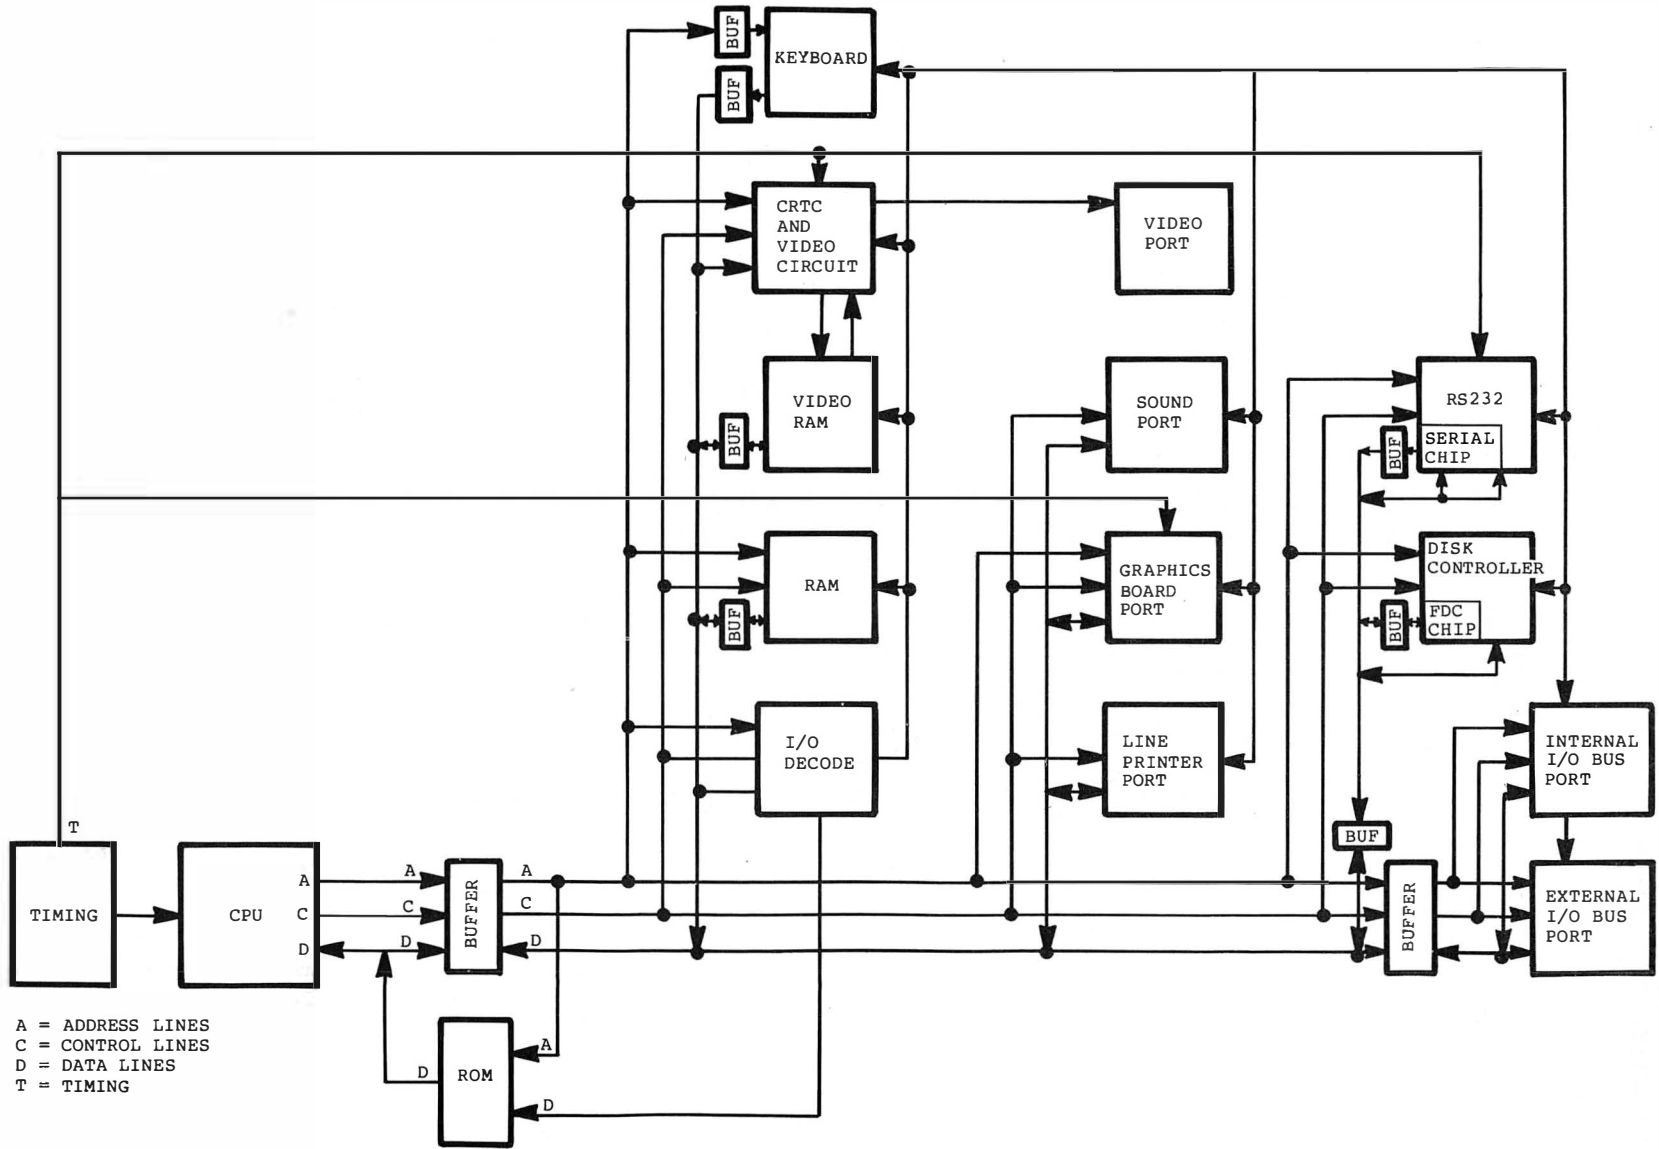 BUF
KEYBOARD
BUF
CRTC
AND
VIDEO
CIRCUIT
VIDEO
PORT
VIDEO
RAM
BUF
SOUND
PORT
RS232
SERIAL
CHIP
BUF
RAM
BUF
GRAPHICS
BOARD
PORT
DISK
CONTROLLER
FDC
CHIP
BUF
I/O
DECODE
LINE
PRINTER
PORT
INTERNAL
I/O BUS
PORT
BUF
T
TIMING
CPU
A
C
D
A
C
D
BUFFER
A
C
D
BUFFER
EXTERNAL
I/O BUS
PORT
A
D
ROM
D
A = ADDRESS LINES
C = CONTROL LINES
D = DATA LINES
T = TIMING